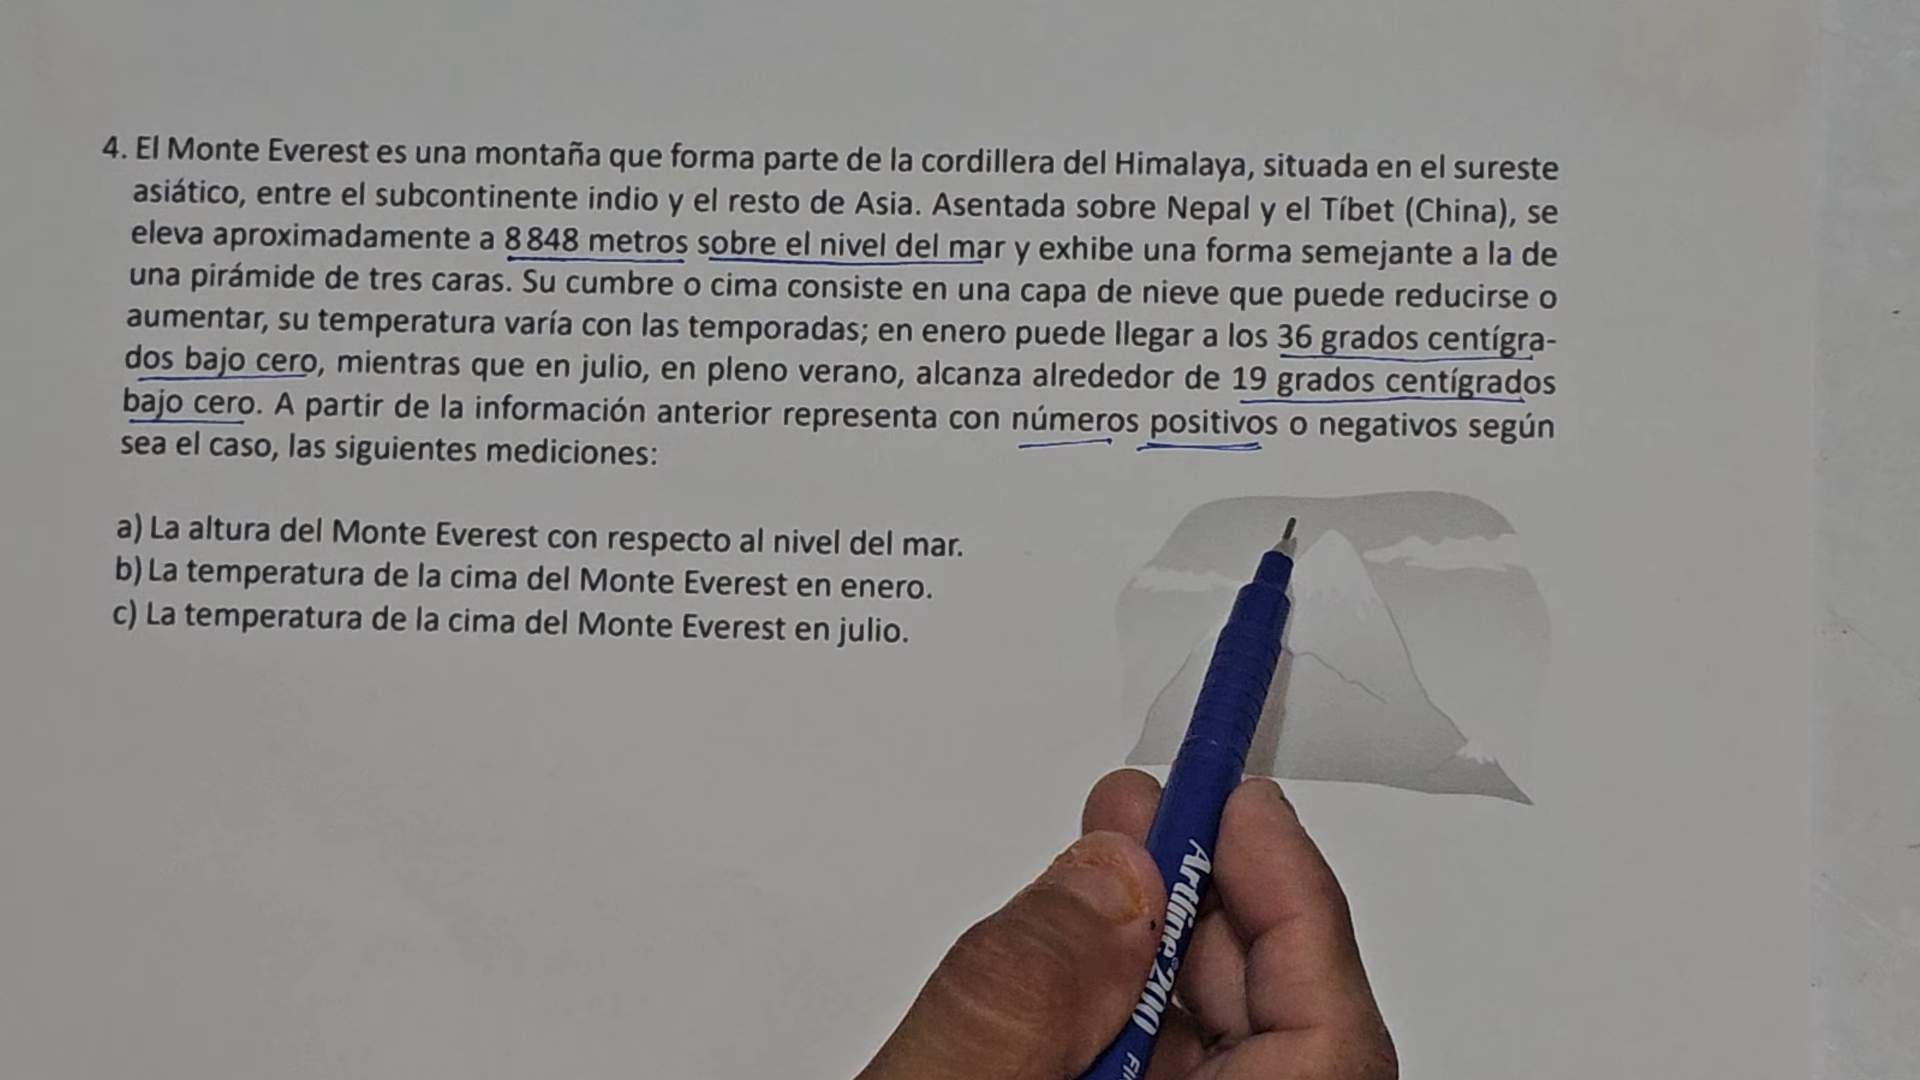 4. El Monte Everest es una montaña que forma parte de la cordillera del Himalaya, situada en el sureste
asiático, entre el subcontinente indio y el resto de Asia. Asentada sobre Nepal y el Tíbet (China), se
eleva aproximadamente a 8 848 metros sobre el nivel del mar y exhibe una forma semejante a la de
una pirámide de tres caras. Su cumbre o cima consiste en una capa de nieve que puede reducirse o
aumentar, su temperatura varía con las temporadas; en enero puede llegar a los 36 grados centígra-
dos bajo cero, mientras que en julio, en pleno verano, alcanza alrededor de 19 grados centígrados
bajo cero. A partir de la información anterior representa con números positivos o negativos según
sea el caso, las siguientes mediciones:
a) La altura del Monte Everest con respecto al nivel del mar.
b) La temperatura de la cima del Monte Everest en enero.
c) La temperatura de la cima del Monte Everest en julio.
Artline 200